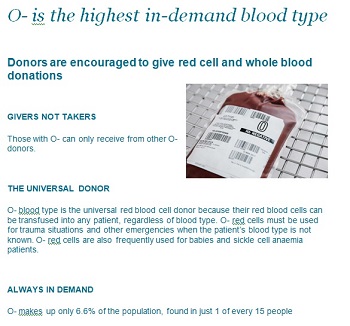 O- is the highest in-demand blood type
Donors are encouraged to give red cell and whole blood
donations
GIVERS NOT TAKERS
Those with O- can only receive from other O-
donors.
O
Rh NEGATIVE
THE UNIVERSAL DONOR
O- blood type is the universal red blood cell donor because their red blood cells can
be transfused into any patient, regardless of blood type. O- red cells must be used
for trauma situations and other emergencies when the patient's blood type is not
known. O- red cells are also frequently used for babies and sickle cell anaemia
patients.
ALWAYS IN DEMAND
O- makes up only 6.6% of the population, found in just 1 of every 15 people